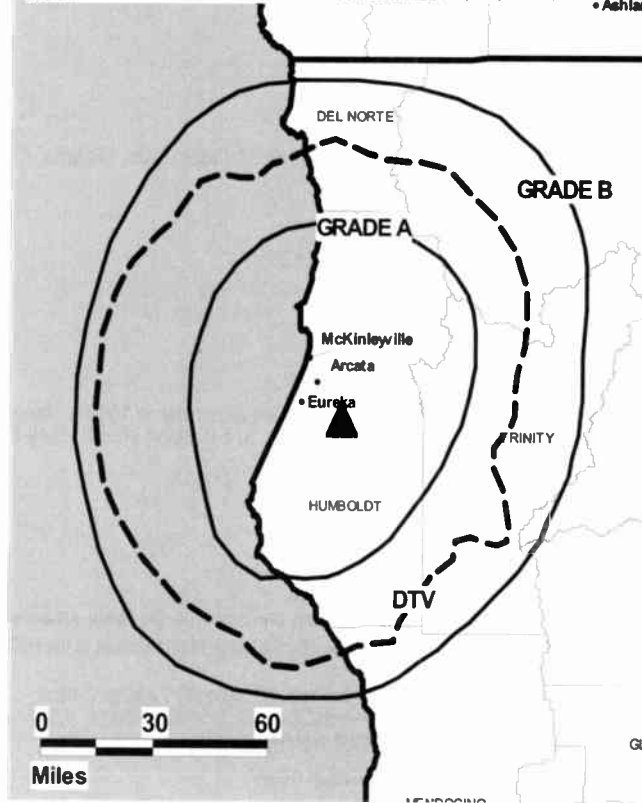 DEL NORTE
GRADE B
GRADE A
McKinleyville
Arcata
Eureka
TRINITY
HUMBOLDT
DTV
0 30 60
Miles